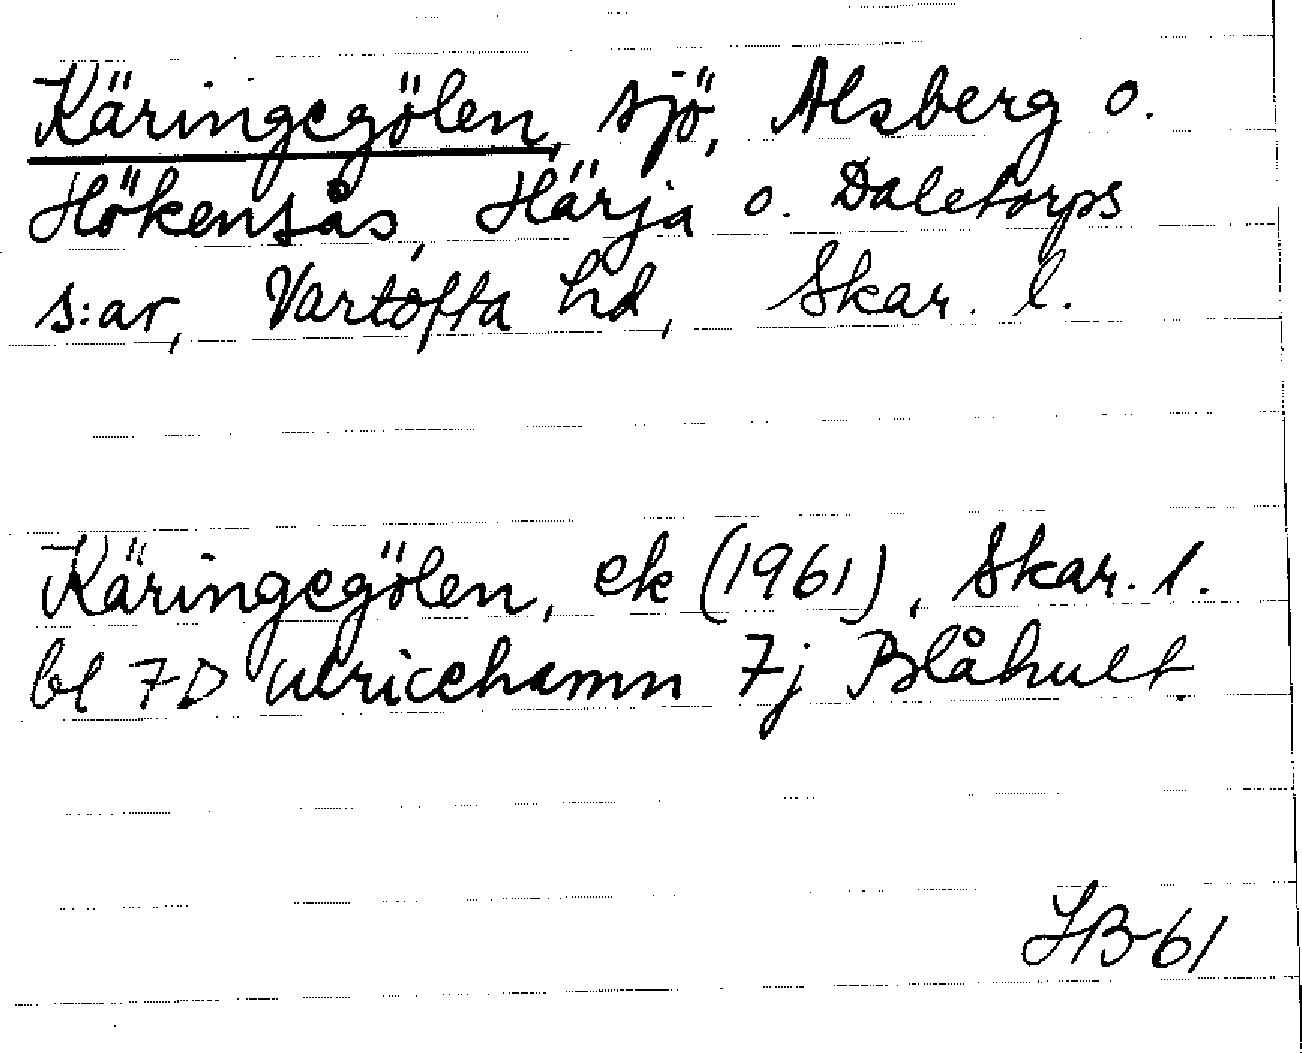 Käringegölen, sjö, Alsberg o.
Hökensås, Härja o. Daletorps
s:ar, Vartofta hd, Skar. l.
Käringegölen, ek (1961), Skar. l.
bl 7D Ulricehamn 7j Blåhult.
IB-61